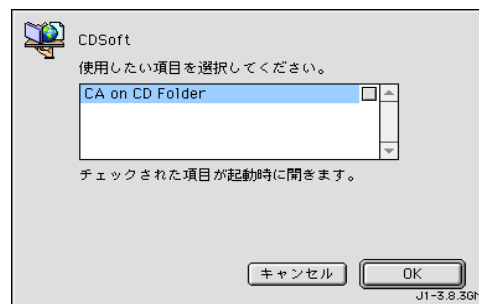 CDSoft
使用したい項目を選択してください。
CA on CD Folder
チェックされた項目が起動時に開きます。
キャンセル
OK
J1-3.8.3GM